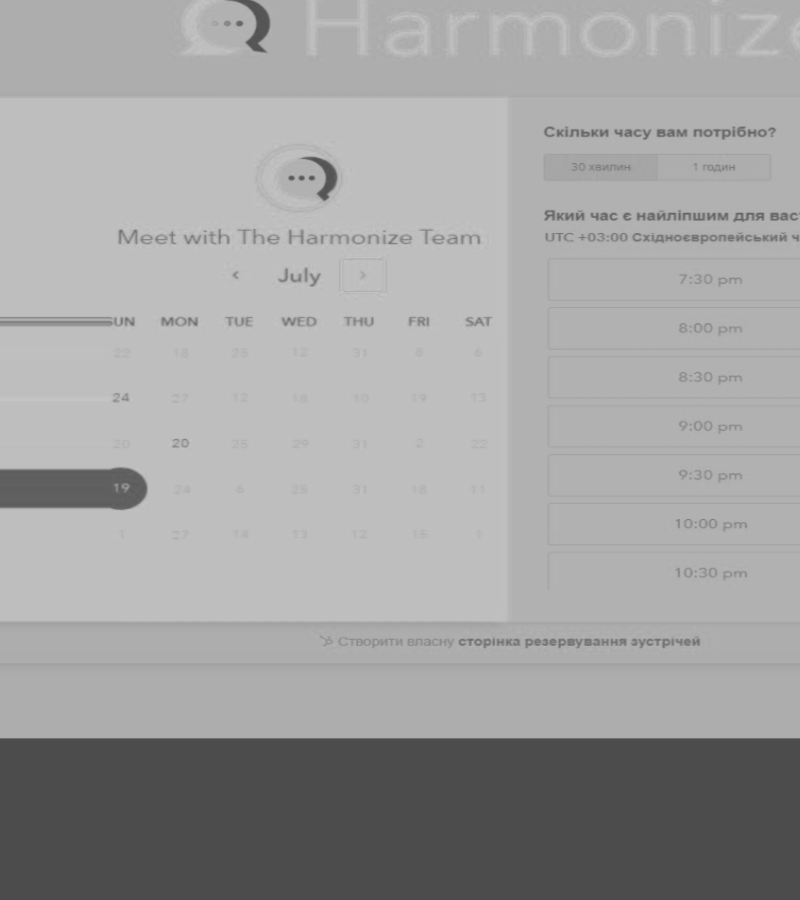 Harmonize
Meet with The Harmonize Team
‹ July ›
SUN MON TUE WED THU FRI SAT
22 18 25 12 31 8 6
24 27 12 18 10 19 13
20 20 25 29 31 2 22
19 24 6 25 31 18 11
1 27 14 13 12 15 1
Скільки часу вам потрібно?
30 хвилин 1 годин
Який час є найліпшим для вас
UTC +03:00 Східноєвропейський ч
7:30 pm
8:00 pm
8:30 pm
9:00 pm
9:30 pm
10:00 pm
10:30 pm
Створити власну сторінка резервування зустрічей